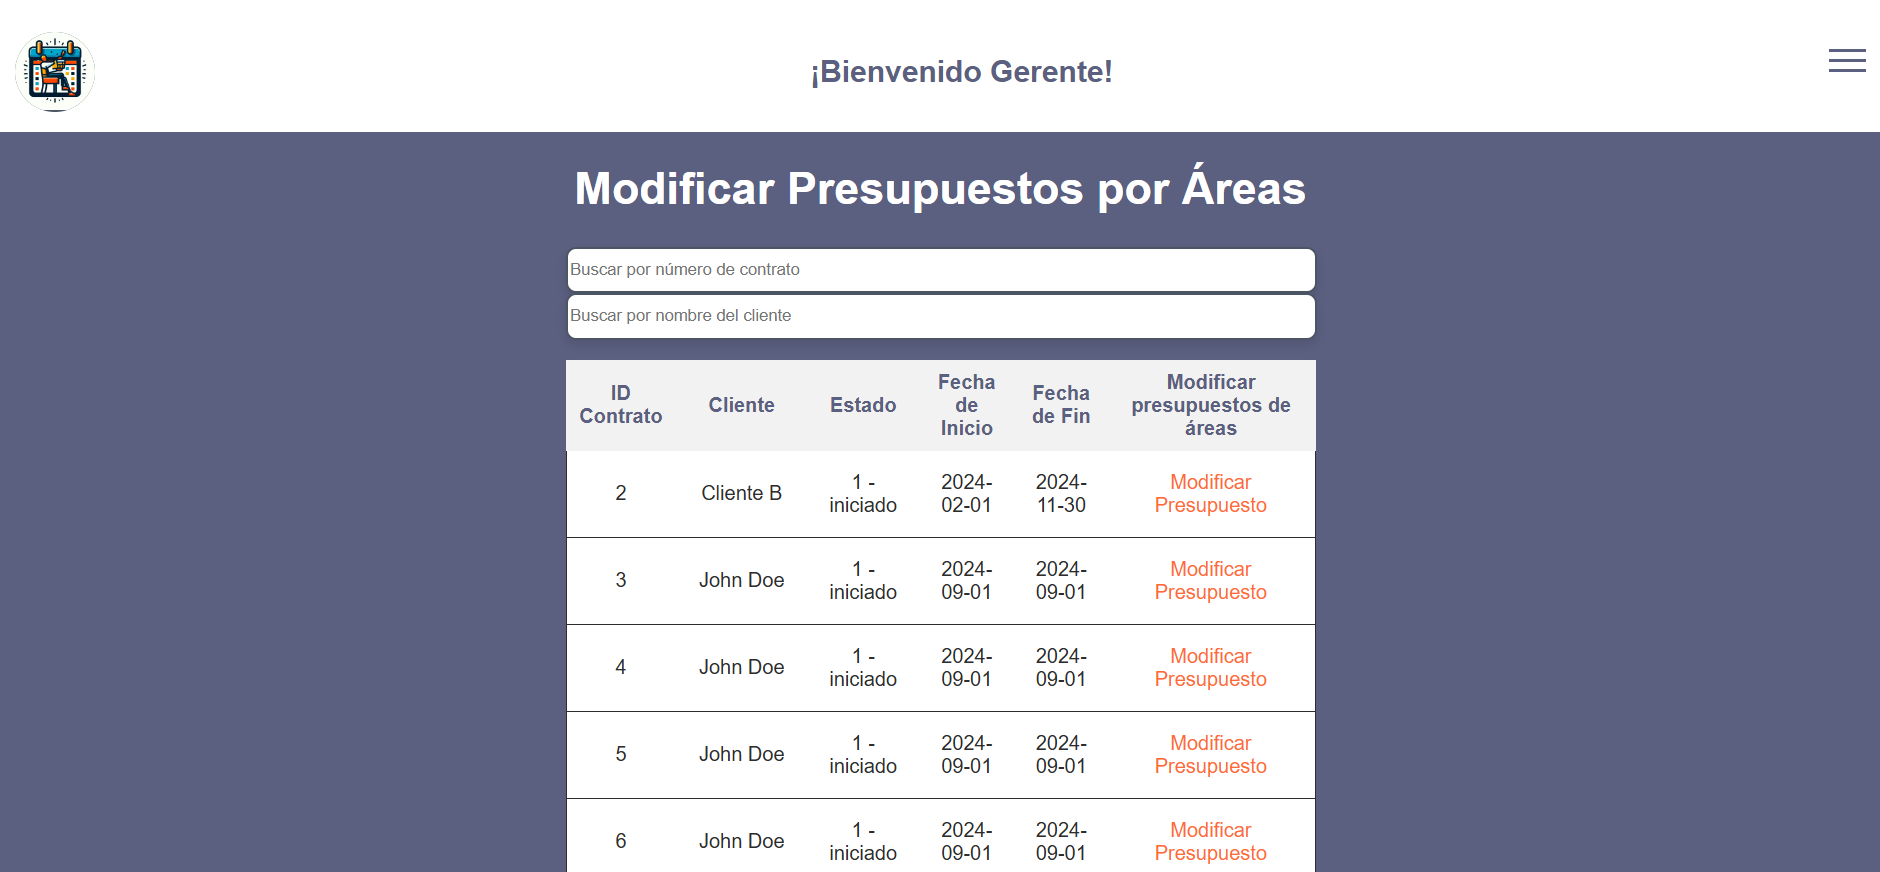 ¡Bienvenido Gerente!
Modificar Presupuestos por Áreas
Buscar por número de contrato
Buscar por nombre del cliente
ID Contrato Cliente Estado Fecha de Inicio Fecha de Fin Modificar presupuestos de áreas
2 Cliente B 1 - iniciado 2024-02-01 2024-11-30 Modificar Presupuesto
3 John Doe 1 - iniciado 2024-09-01 2024-09-01 Modificar Presupuesto
4 John Doe 1 - iniciado 2024-09-01 2024-09-01 Modificar Presupuesto
5 John Doe 1 - iniciado 2024-09-01 2024-09-01 Modificar Presupuesto
6 John Doe 1 - iniciado 2024-09-01 2024-09-01 Modificar Presupuesto